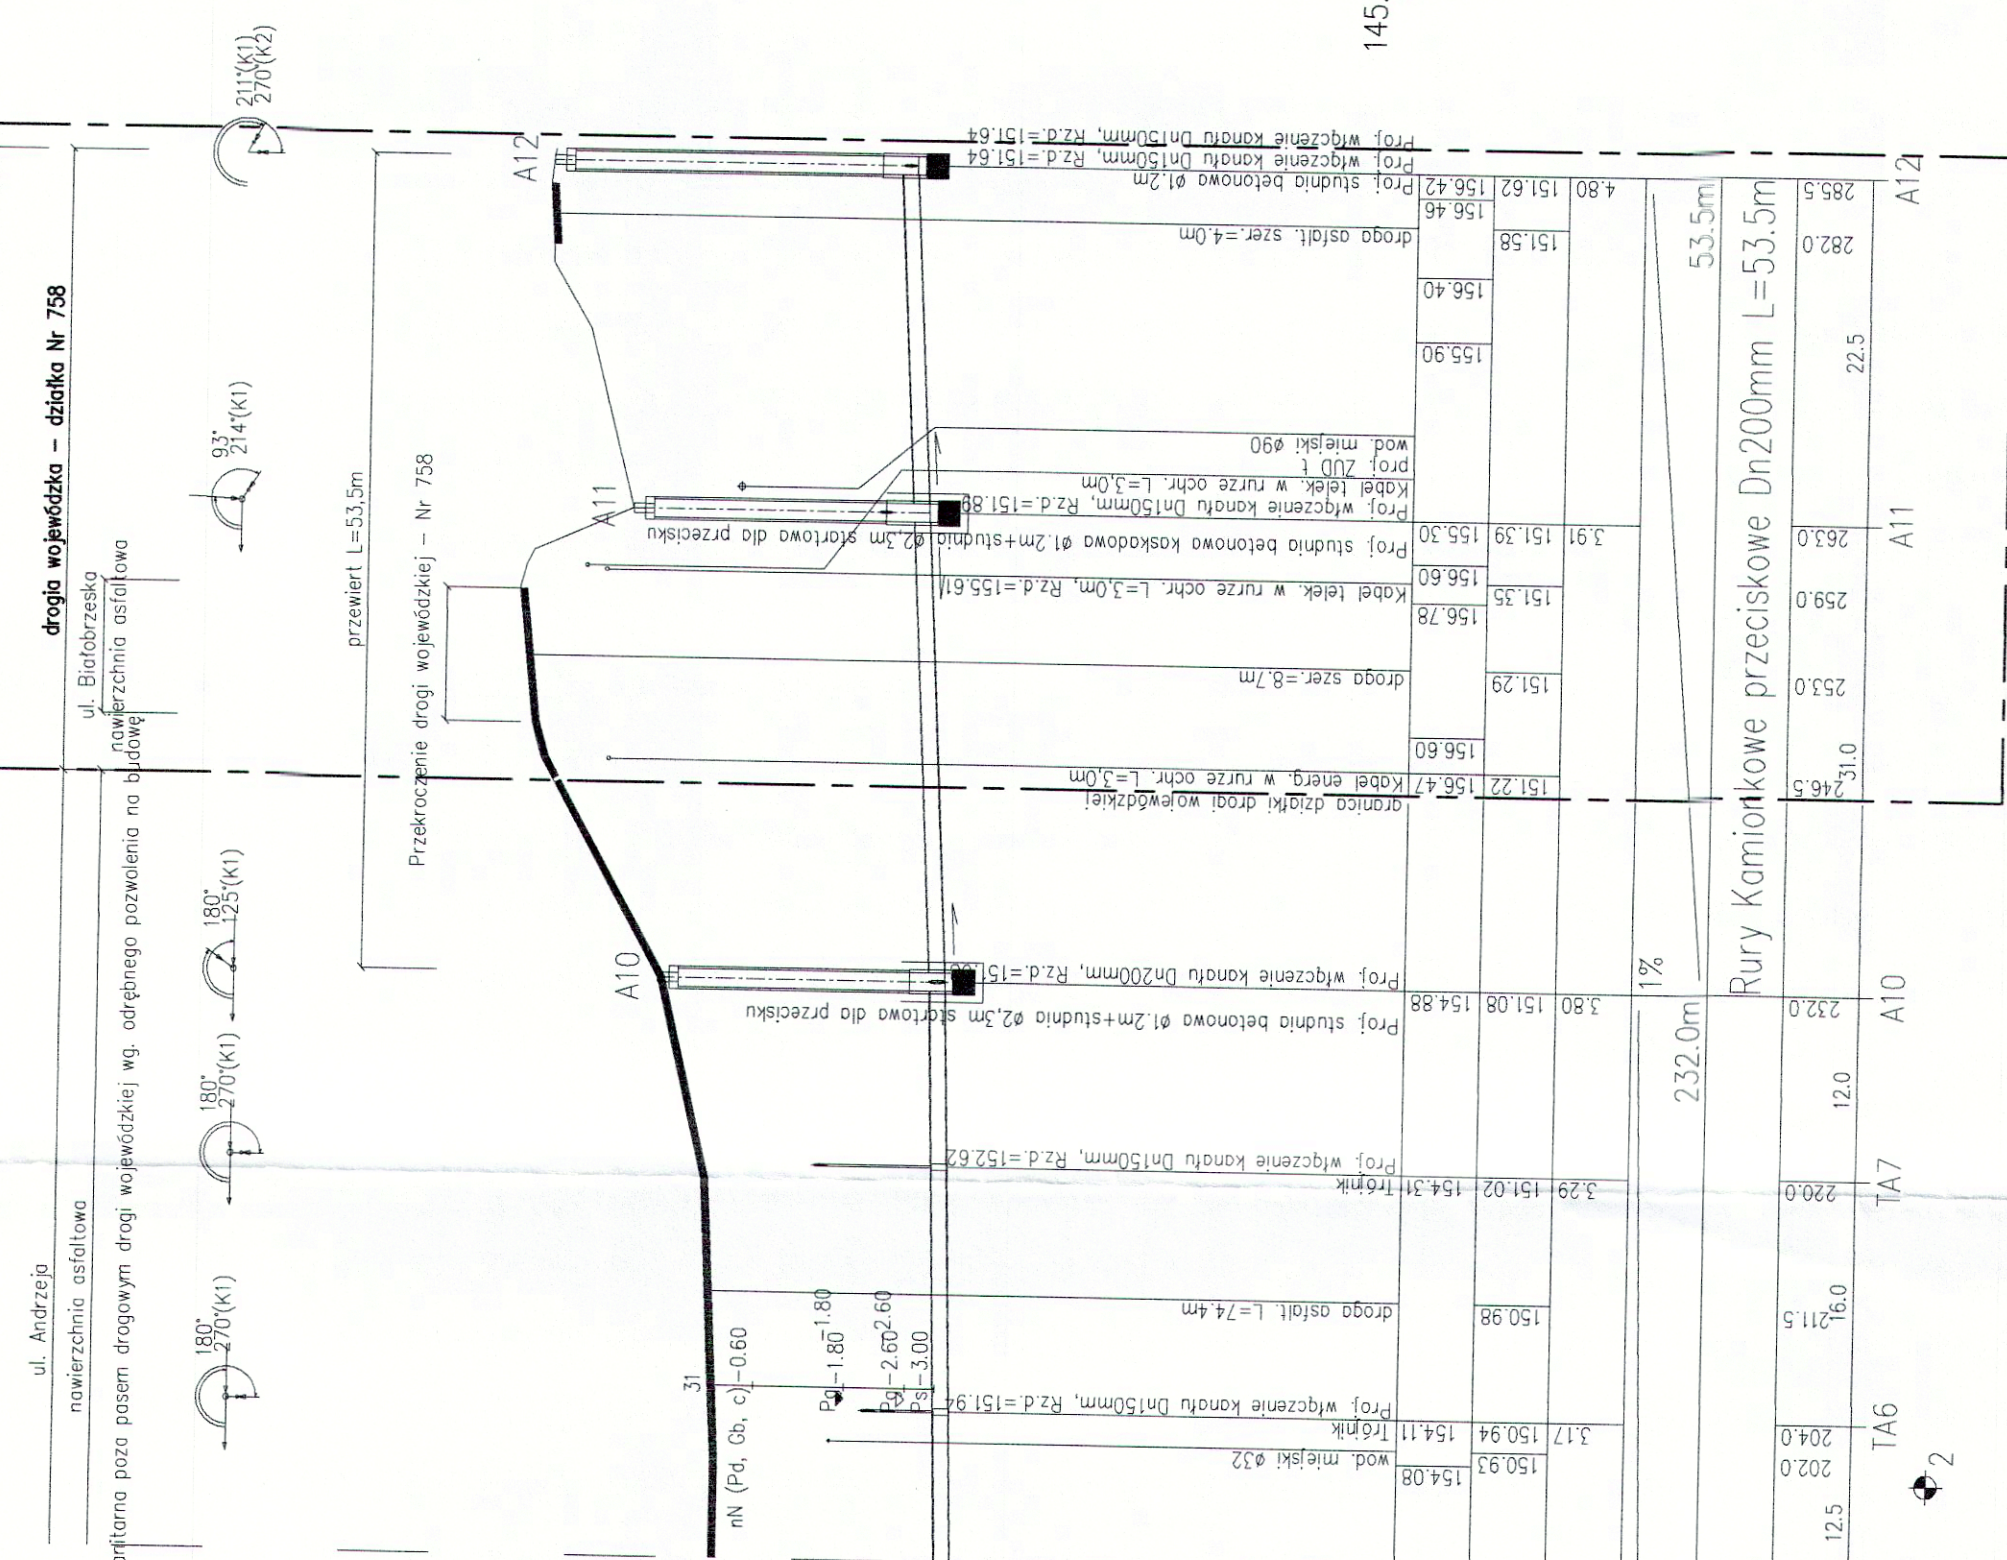 145.
drogia wojewódzka – działka Nr 758
ul. Białobrzeska
nawierzchnia asfaltowa
ul. Andrzeja
nawierzchnia asfaltowa
poza pasem drogowym drogi wojewódzkiej wg. odrębnego pozwolenia na budowę
211°(K1)
270°(K2)
93°
214°(K1)
180°
125°(K1)
180°
270°(K1)
180°
270°(K1)
przewiert L=53,5m
Przekroczenie drogi wojewódzkiej – Nr 758
A12
A11
A10
31
nN (Pd, Gb, c)
-0.60
Pg
-1.80
-1.80
Pg
-2.60
-2.60
Ps
-3.00
Proj. włączenie kanału Dn150mm, Rz.d.=151.64
Proj. włączenie kanału Dn150mm, Rz.d.=151.64
Proj. studnia betonowa ø1.2m
droga asfalt. szer.=4.0m
wod. miejski ø90
proj. ZUD t
Kabel telek. w rurze ochr. L=3,0m
Proj. włączenie kanału Dn150mm, Rz.d.=151.89
Proj. studnia betonowa kaskadowa ø1.2m+studnia ø2,3m startowa dla przecisku
Kabel telek. w rurze ochr. L=3,0m, Rz.d.=155.61
droga szer.=8.7m
Kabel energ. w rurze ochr. L=3,0m
granica działki drogi wojewódzkiej
Proj. włączenie kanału Dn200mm, Rz.d.=151.
Proj. studnia betonowa ø1.2m+studnia ø2,3m startowa dla przecisku
Proj. włączenie kanału Dn150mm, Rz.d.=152.62
Trójnik
droga asfalt. L=74.4m
Proj. włączenie kanału Dn150mm, Rz.d.=151.94
Trójnik
wod. miejski ø32
156.42 151.62 4.80
156.46
151.58
156.40
155.90
155.30 151.39 3.91
156.60
151.35
156.78
151.29
156.60
156.47 151.22
154.88 151.08 3.80
154.31 151.02 3.29
150.98
154.11 150.94 3.17
154.08 150.93
53.5m
1%
232.0m
Rury Kamionkowe przeciskowe Dn200mm L=53.5m
285.5
282.0
263.0
259.0
253.0
246.5
232.0
220.0
211.5
204.0
202.0
22.5
31.0
12.0
16.0
12.5
A12
A11
A10
TA7
TA6
2